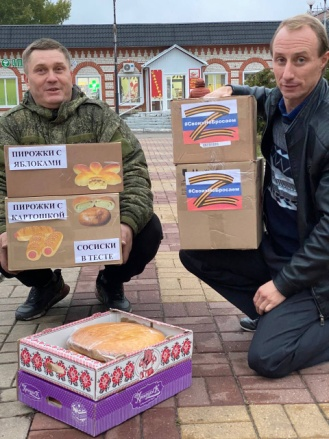 ПИРОЖКИ С
ЯБЛОКАМИ
ПИРОЖКИ С
КАРТОШКОЙ
СОСИСКИ
В ТЕСТЕ
#СвоихНеБросаем
#СвоихНеБросаем